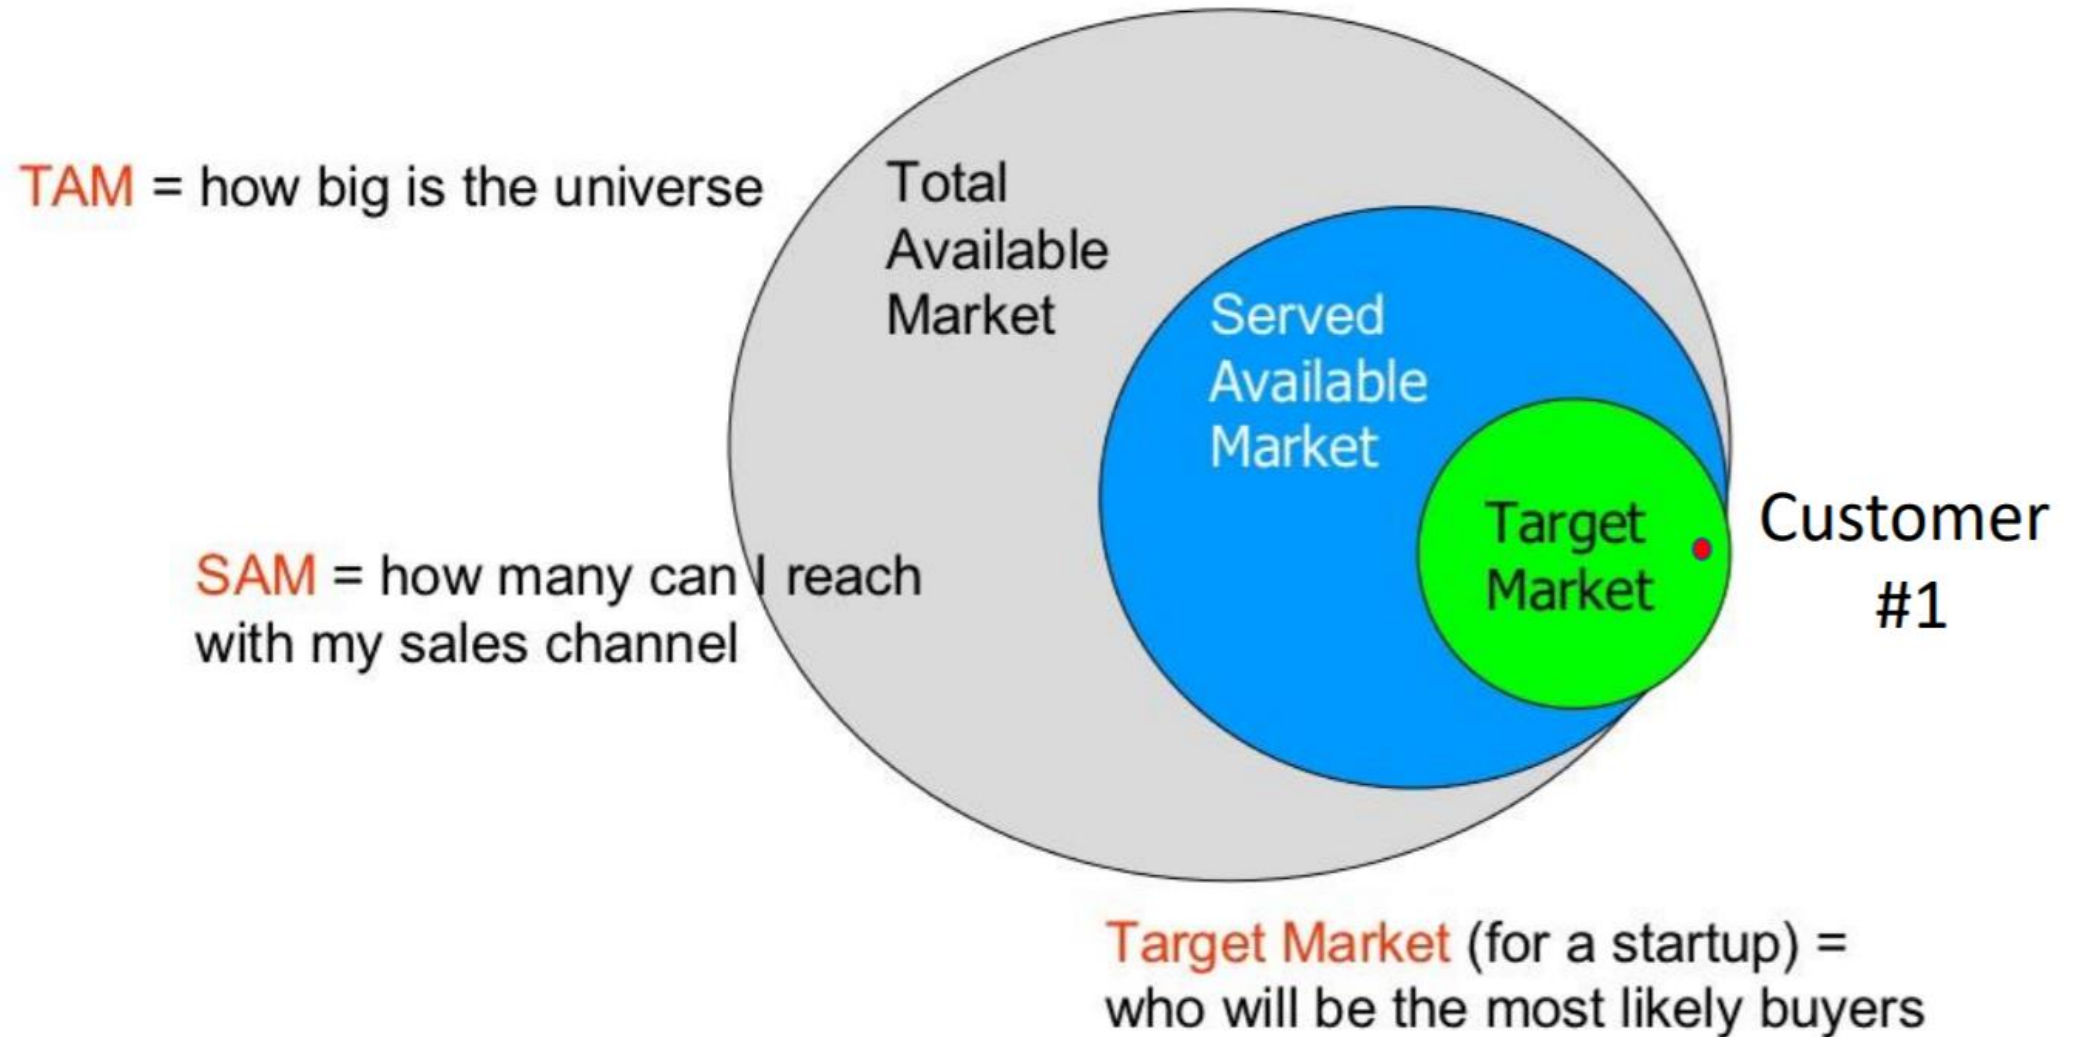 TAM = how big is the universe
Total
Available
Market
Served
Available
Market
Target
Market
Customer
#1
SAM = how many can I reach
with my sales channel
Target Market (for a startup) =
who will be the most likely buyers